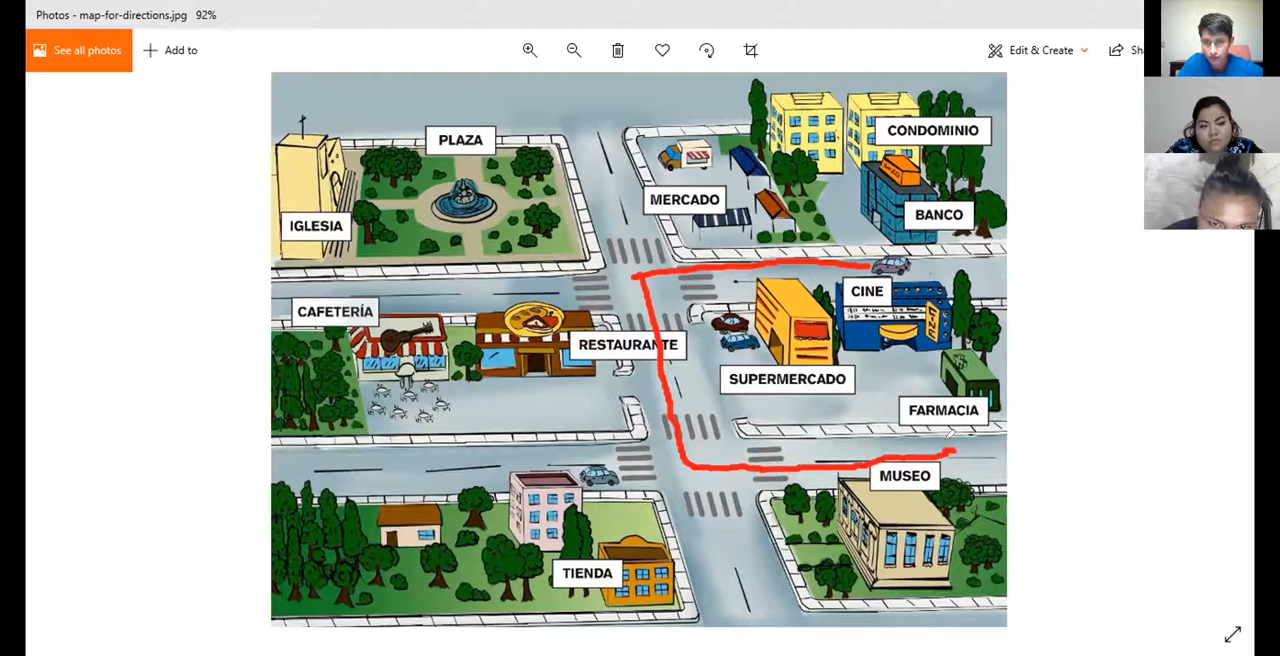 Photos - map-for-directions.jpg 92%
See all photos
Add to
Edit & Create
PLAZA
CONDOMINIO
MERCADO
BANCO
IGLESIA
CINE
CAFETERÍA
RESTAURANTE
SUPERMERCADO
FARMACIA
MUSEO
TIENDA